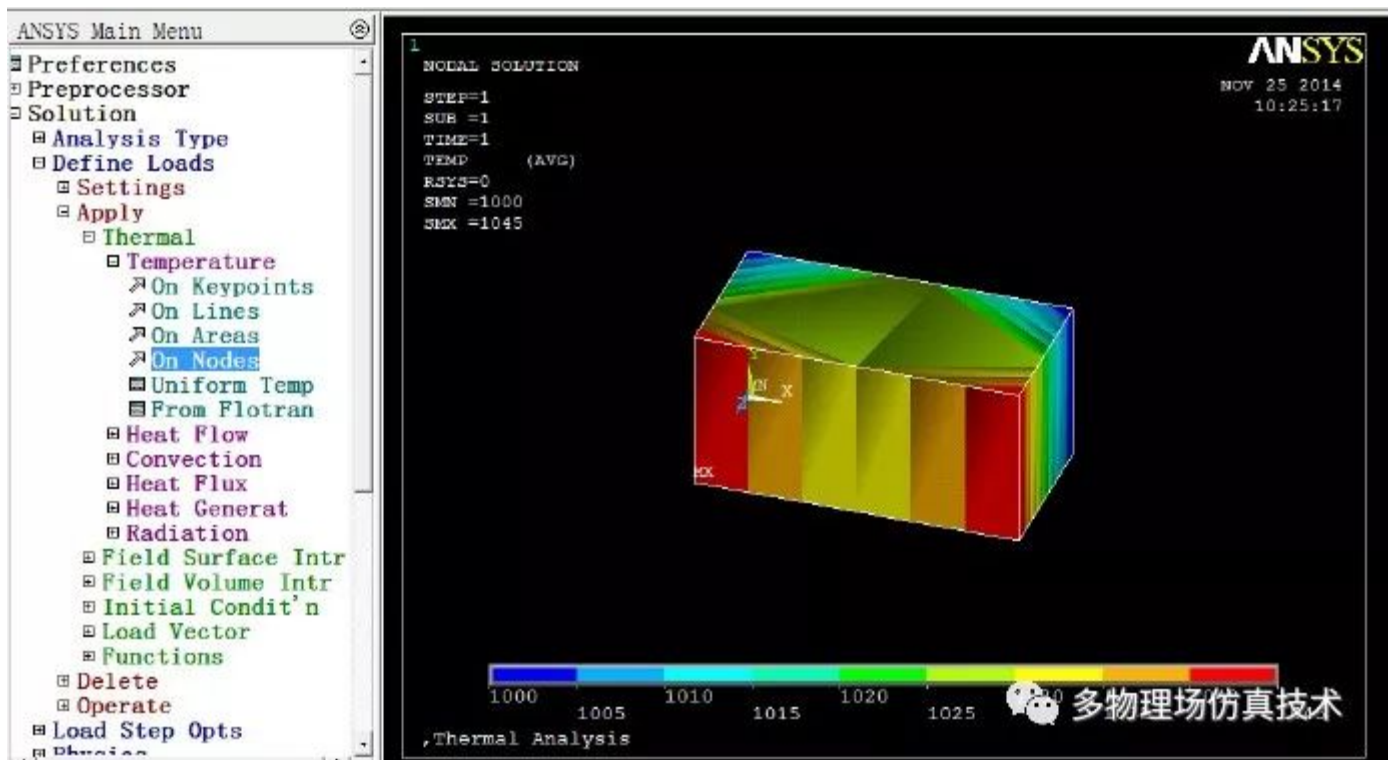 ANSYS Main Menu
Preferences
Preprocessor
Solution
Analysis Type
Define Loads
Settings
Apply
Thermal
Temperature
On Keypoints
On Lines
On Areas
On Nodes
Uniform Temp
From Flotran
Heat Flow
Convection
Heat Flux
Heat Generat
Radiation
Field Surface Intr
Field Volume Intr
Initial Condit'n
Load Vector
Functions
Delete
Operate
Load Step Opts
Physics
1
NODAL SOLUTION
STEP=1
SUB =1
TIME=1
TEMP (AVG)
RSYS=0
SMN =1000
SMX =1045
ANSYS
NOV 25 2014
10:25:17
Y
MN X
Z
MX
1000 1010 1020
1005 1015 1025
多物理场仿真技术
,Thermal Analysis